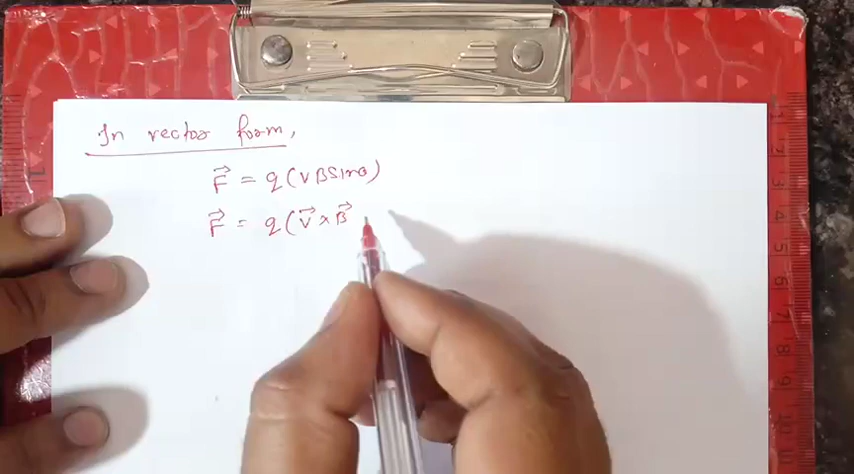 In vector form,
F⃗ = q(VBSinθ)
F⃗ = q(V⃗ × B⃗